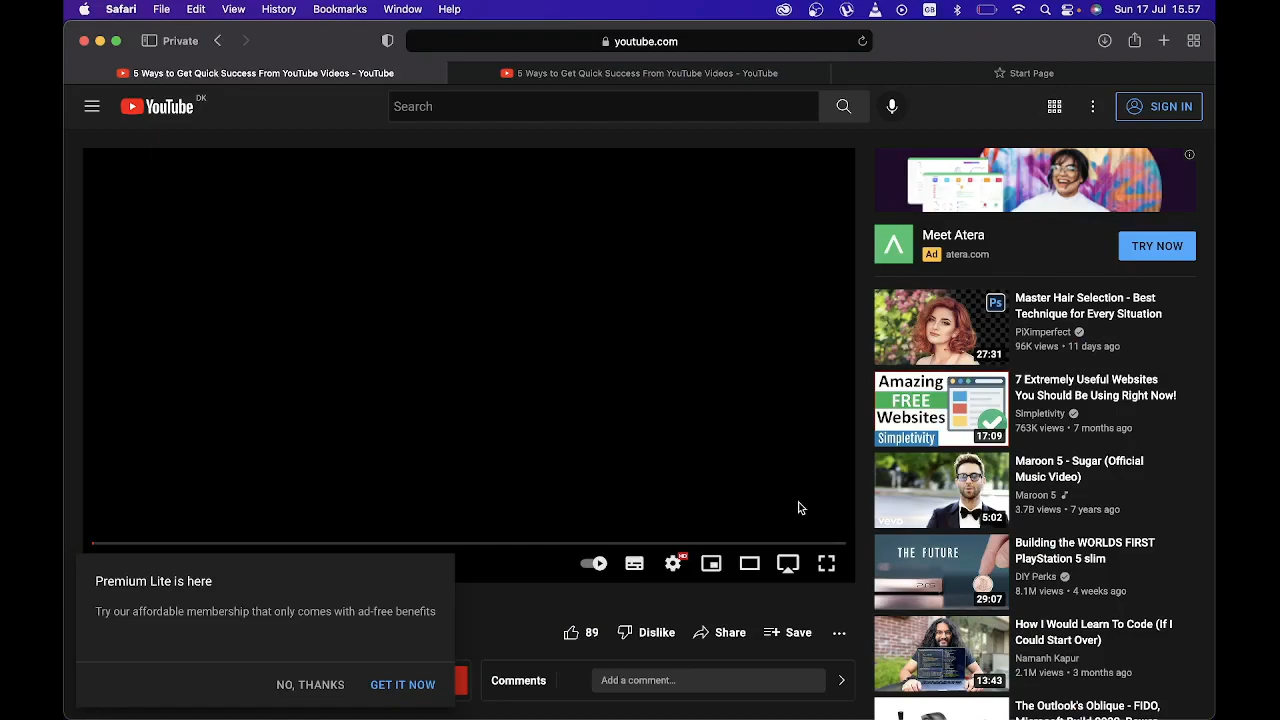 Safari File Edit View History Bookmarks Window Help
GB
Sun 17 Jul 15.57
Private
youtube.com
5 Ways to Get Quick Success From YouTube Videos - YouTube
5 Ways to Get Quick Success From YouTube Videos - YouTube
Start Page
YouTube DK
Search
SIGN IN
Meet Atera
Ad atera.com
TRY NOW
Ps
27:31
Master Hair Selection - Best
Technique for Every Situation
PiXimperfect
96K views • 11 days ago
Amazing
FREE
Websites
Simpletivity
17:09
7 Extremely Useful Websites
You Should Be Using Right Now!
Simpletivity
763K views • 7 months ago
vevo
5:02
Maroon 5 - Sugar (Official
Music Video)
Maroon 5
3.7B views • 7 years ago
THE FUTURE
29:07
Building the WORLDS FIRST
PlayStation 5 slim
DIY Perks
8.1M views • 4 weeks ago
13:43
How I Would Learn To Code (If I
Could Start Over)
Namanh Kapur
2.1M views • 3 months ago
The Outlook's Oblique - FIDO,
HD
Premium Lite is here
Try our affordable membership that only comes with ad-free benefits
NO, THANKS
GET IT NOW
89
Dislike
Share
Save
Comments
Add a comment...